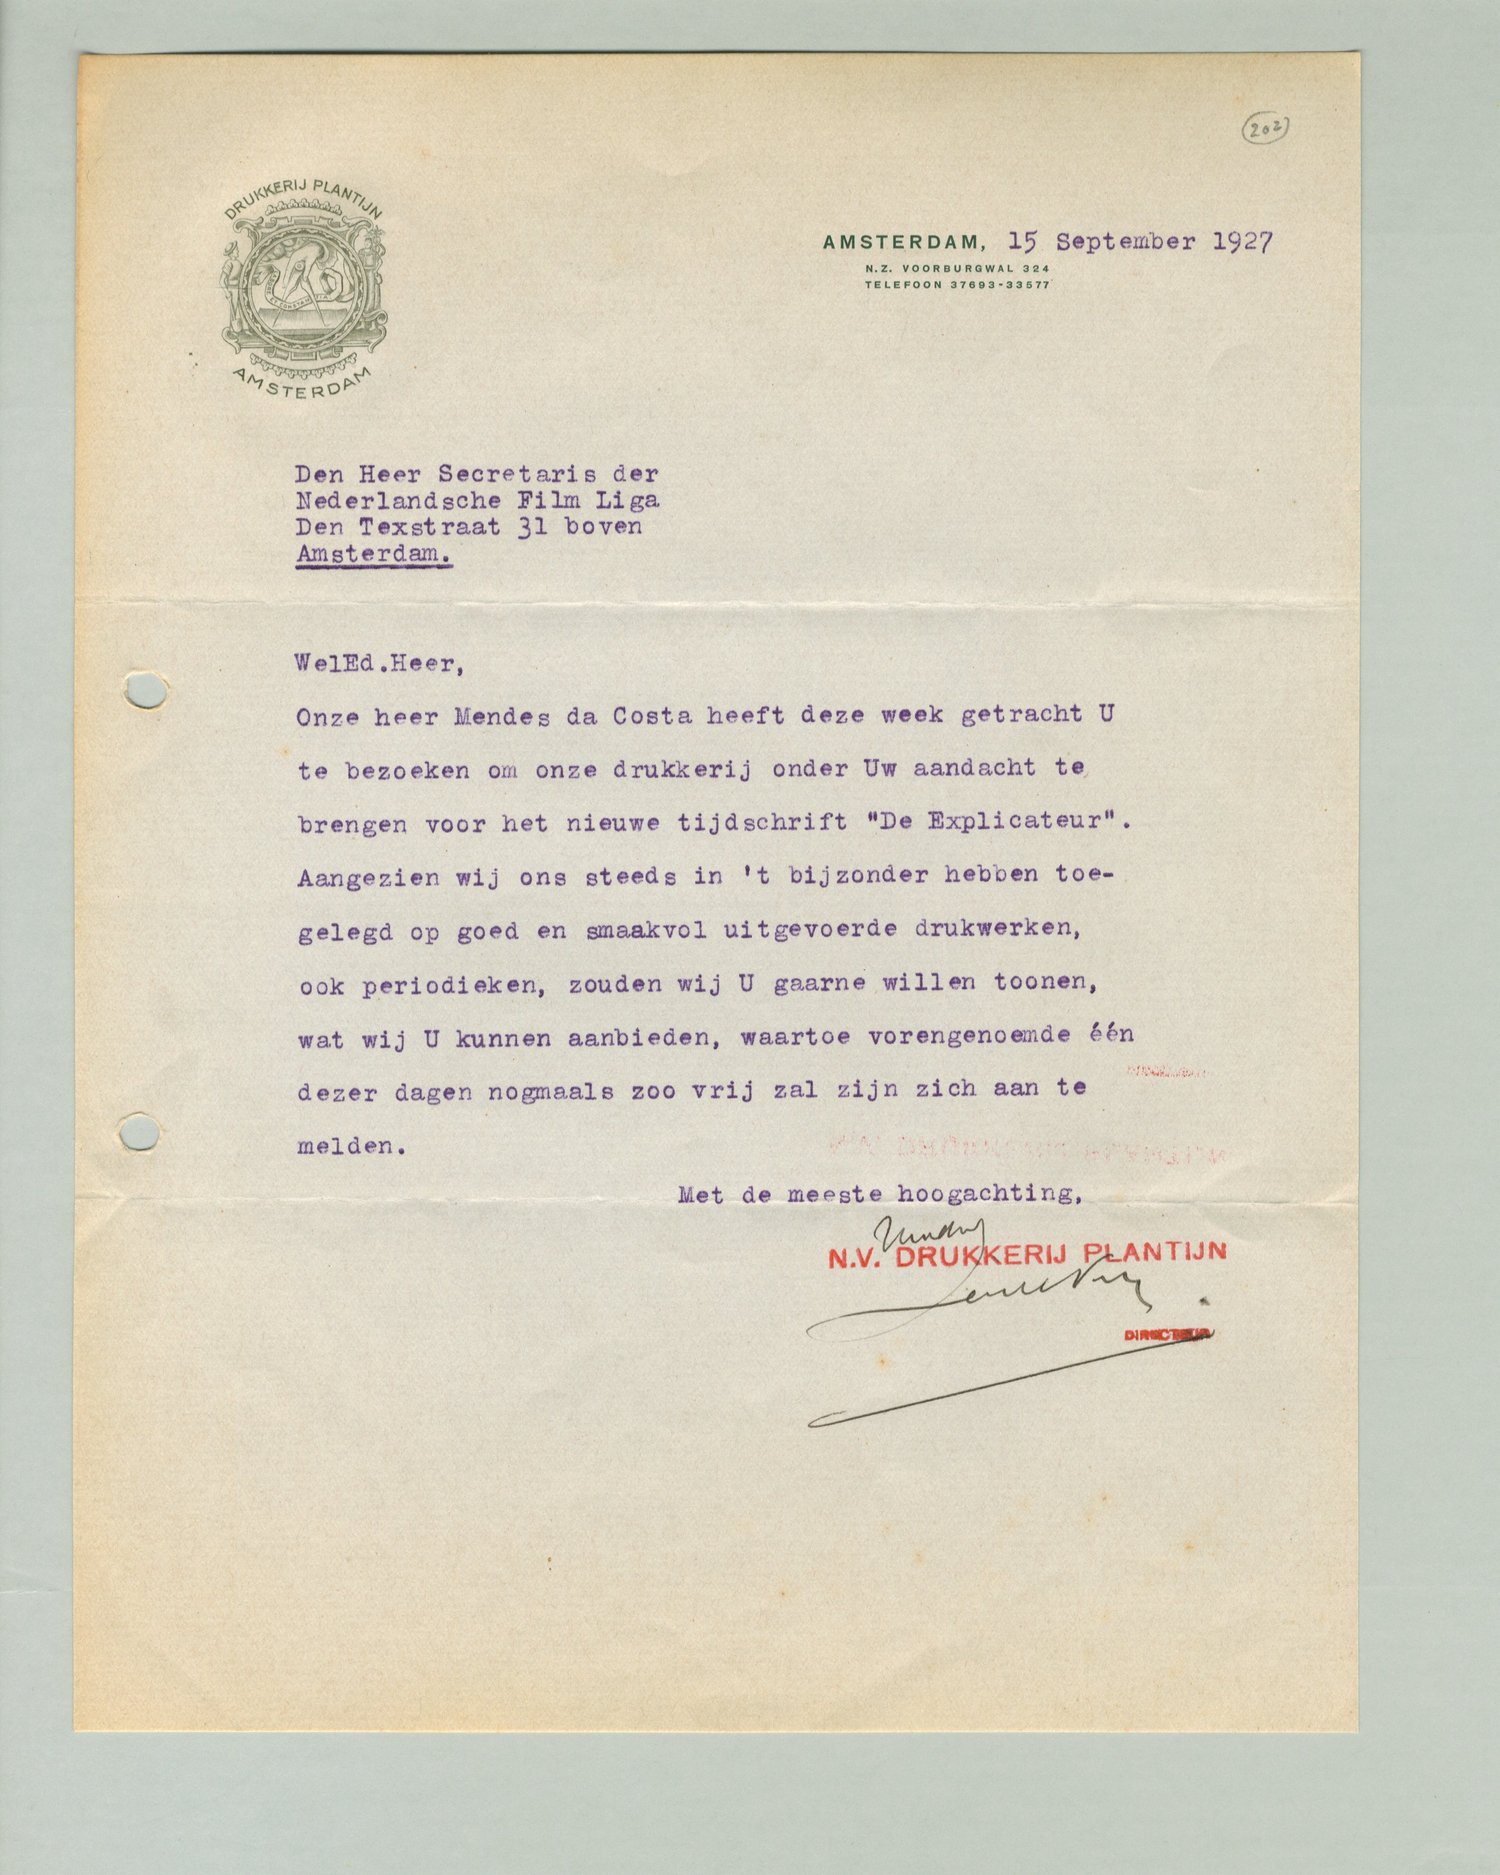 202
DRUKKERIJ PLANTIJN
AMSTERDAM
AMSTERDAM, 15 September 1927
N.Z. VOORBURGWAL 324
TELEFOON 37693-33577
Den Heer Secretaris der
Nederlandsche Film Liga
Den Texstraat 31 boven
Amsterdam.
WelEd.Heer,
Onze heer Mendes da Costa heeft deze week getracht U
te bezoeken om onze drukkerij onder Uw aandacht te
brengen voor het nieuwe tijdschrift "De Explicateur".
Aangezien wij ons steeds in 't bijzonder hebben toe-
gelegd op goed en smaakvol uitgevoerde drukwerken,
ook periodieken, zouden wij U gaarne willen toonen,
wat wij U kunnen aanbieden, waartoe vorengenoemde één
dezer dagen nogmaals zoo vrij zal zijn zich aan te
melden.
Met de meeste hoogachting,
N.V. DRUKKERIJ PLANTIJN
DIRECTEUR